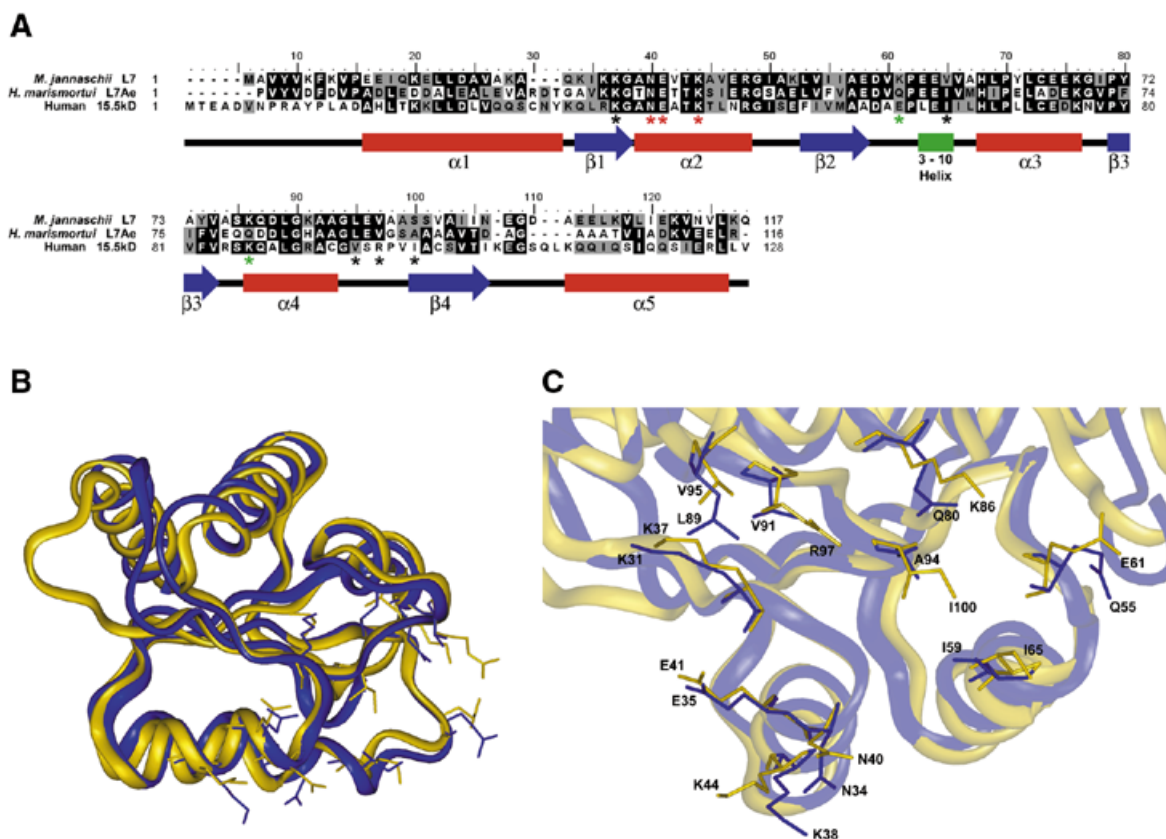 A
10 20 30 40 50 60 70 80
M. jannaschii L7 1 -----MAVYVKFKVPEEIQKELLDAVAKA---QKIKKGANEVTKAVERGIAKLVIIAEDVKPEEVVAHLPYLCEEKGIPY 72
H. marismortui L7Ae 1 ------PVYVDFDVPADLEDDALEALEVARDTGAVKKGTNETTKSIERGSAELVFVAEDVQPEEIVMHIPELADEKGVPF 74
Human 15.5kD 1 MTEADVNPRAYPLADAHLTKKLLDLVQQSCNYKQLRKGANEATKTLNRGISEFIVMAADAEPLEIILHLPLLCEDKNVPY 80
* * * * * *
α1 β1 α2 β2 3 - 10 Helix α3 β3
90 100 110 120
M. jannaschii L7 73 AYVASKQDLGKAAGLEVAASSVAIIN-EGD--AEELKVLIEKVNVLKQ 117
H. marismortui L7Ae 75 IFVEQQDDLGHAAGLEVGSAAAAVTD-AG----AAATVIADKVEELR- 116
Human 15.5kD 81 VFVRSKQALGRACGVSRPVIACSVTIKEGSQLKQQIQSIQQSIERLLV 128
* * * *
β3 α4 β4 α5
B
C
V95
L89
V91
K37
K31
R97
Q80
K86
A94
I100
E61
Q55
I59
I65
E41
E35
N40
K44
N34
K38